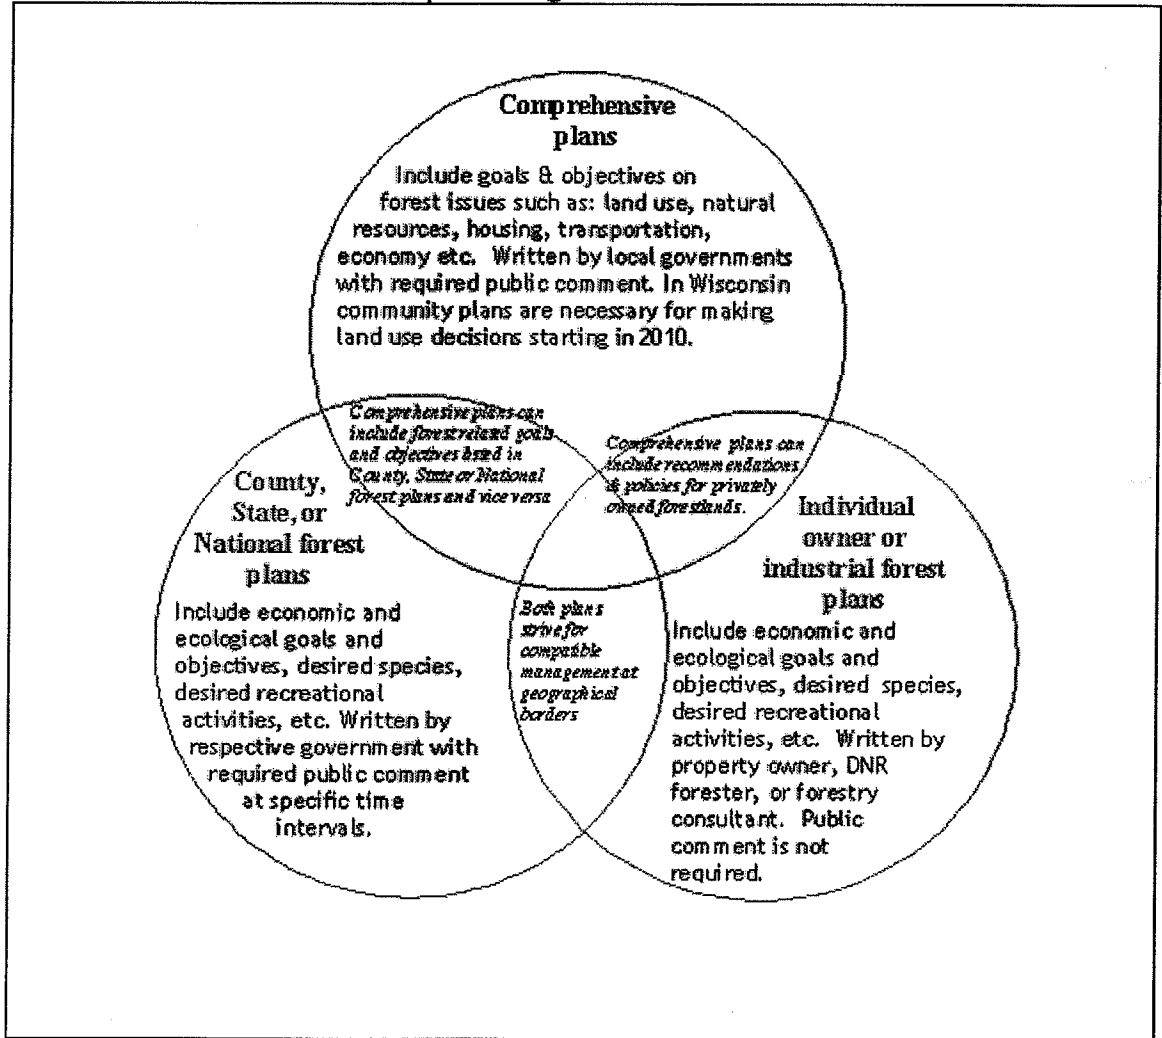 Comprehensive
plans
Include goals & objectives on
forest issues such as: land use, natural
resources, housing, transportation,
economy etc. Written by local governments
with required public comment. In Wisconsin
community plans are necessary for making
land use decisions starting in 2010.
Comprehensive plans can
include forest related goals
and objectives listed in
County, State or National
forest plans and vice versa
Comprehensive plans can
include recommendations
& policies for privately
owned forestlands.
County,
State, or
National forest
plans
Include economic and
ecological goals and
objectives, desired species,
desired recreational
activities, etc. Written by
respective government with
required public comment
at specific time
intervals.
Both plans
strive for
compatible
management at
geographical
borders
Individual
owner or
industrial forest
plans
Include economic and
ecological goals and
objectives, desired species,
desired recreational
activities, etc. Written by
property owner, DNR
forester, or forestry
consultant. Public
comment is not
required.